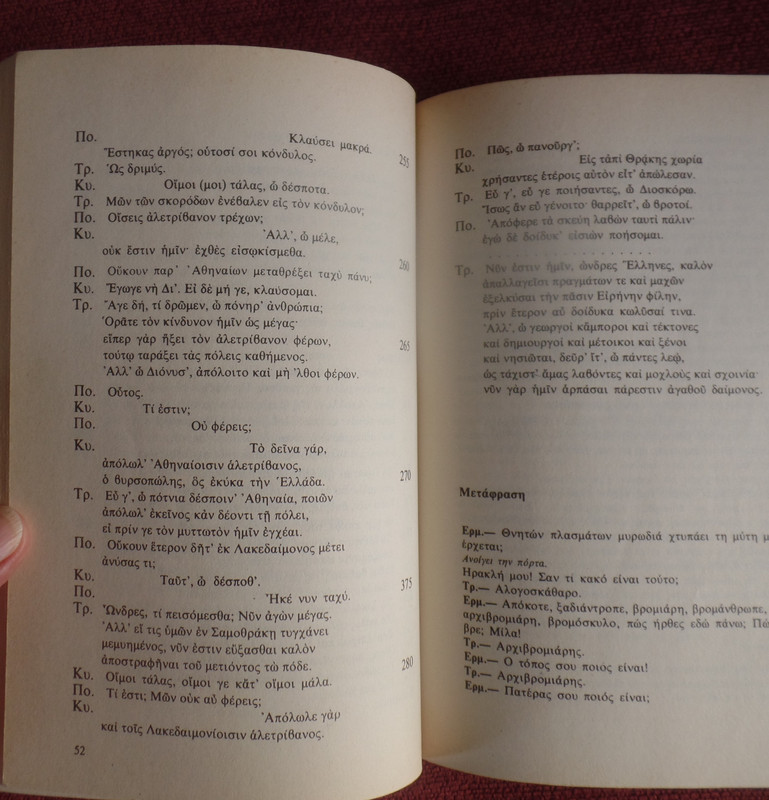 Πο. Κλαύσει μακρά.
Ἕστηκας ἀργός; οὑτοσί σοι κόνδυλος. 255
Τρ. Ὡς δριμύς.
Κυ. Οἴμοι (μοι) τάλας, ὦ δέσποτα.
Τρ. Μῶν τῶν σκορόδων ἐνέβαλεν εἰς τὸν κόνδυλον;
Πο. Οἴσεις ἀλετρίβανον τρέχων;
Κυ. Ἀλλ', ὦ μέλε,
οὐκ ἔστιν ἡμῖν· ἐχθὲς εἰσῳκίσμεθα. 260
Πο. Οὔκουν παρ' Ἀθηναίων μεταθρέξει ταχύ πάνυ;
Κυ. Ἔγωγε νὴ Δί'. Εἰ δέ μή γε, κλαύσομαι.
Τρ. Ἄγε δή, τί δρῶμεν, ὦ πόνηρ' ἀνθρώπια;
Ὁρᾶτε τὸν κίνδυνον ἡμῖν ὡς μέγας·
εἴπερ γὰρ ἥξει τὸν ἀλετρίβανον φέρων, 265
τούτῳ ταράξει τὰς πόλεις καθήμενος.
Ἀλλ' ὦ Διόνυσ', ἀπόλοιτο καὶ μὴ 'λθοι φέρων.
Πο. Οὗτος.
Κυ. Τί ἐστιν;
Πο. Οὐ φέρεις;
Κυ. Τὸ δεῖνα γάρ,
ἀπόλωλ' Ἀθηναίοισιν ἀλετρίβανος,
ὁ βυρσοπώλης, ὃς ἐκύκα τὴν Ἑλλάδα. 270
Τρ. Εὖ γ', ὦ πότνια δέσποιν' Ἀθηναία, ποιῶν
ἀπόλωλ' ἐκεῖνος κἀν δέοντι τῇ πόλει,
εἰ πρίν γε τὸν μυττωτὸν ἡμῖν ἐγχέαι.
Πο. Οὔκουν ἕτερον δῆτ' ἐκ Λακεδαίμονος μέτει
ἀνύσας τι;
Κυ. Ταῦτ', ὦ δέσποθ'. 375
Πο. Ἧκέ νυν ταχύ.
Τρ. Ὦνδρες, τί πεισόμεσθα; Νῦν ἀγὼν μέγας.
Ἀλλ' εἴ τις ὑμῶν ἐν Σαμοθράκῃ τυγχάνει
μεμυημένος, νῦν ἐστιν εὔξασθαι καλὸν
ἀποστραφῆναι τοῦ μετιόντος τὼ πόδε. 280
Κυ. Οἴμοι τάλας, οἴμοι γε κἄτ' οἴμοι μάλα.
Πο. Τί ἐστι; Μῶν οὐκ αὖ φέρεις;
Κυ. Ἀπόλωλε γὰρ
καὶ τοῖς Λακεδαιμονίοισιν ἀλετρίβανος.
52
Πο. Πῶς, ὦ πανοῦργ';
Κυ. Εἰς τἀπί Θρᾴκης χωρία
χρήσαντες ἑτέροις αὐτὸν εἶτ' ἀπώλεσαν.
Τρ. Εὖ γ', εὖ γε ποιήσαντες, ὦ Διοσκόρω.
Ἴσως ἂν εὖ γένοιτο· θαρρεῖτ', ὦ βροτοί.
Πο. Ἀπόφερε τὰ σκεύη λαβὼν ταυτί πάλιν·
ἐγὼ δὲ δοίδυκ' εἰσιὼν ποήσομαι.
. . . . . . . . . . . . . . . . . .
Τρ. Νῦν ἐστιν ἡμῖν, ὦνδρες Ἕλληνες, καλὸν
ἀπαλλαγεῖσι πραγμάτων τε καὶ μαχῶν
ἐξελκύσαι τὴν πᾶσιν Εἰρήνην φίλην,
πρὶν ἕτερον αὖ δοίδυκα κωλῦσαί τινα.
Ἀλλ', ὦ γεωργοί κἄμποροι καὶ τέκτονες
καὶ δημιουργοί καὶ μέτοικοι καὶ ξένοι
καὶ νησιῶται, δεῦρ' ἴτ', ὦ πάντες λεῴ,
ὡς τάχιστ' ἄμας λαβόντες καὶ μοχλοὺς καὶ σχοινία·
νῦν γὰρ ἡμῖν ἁρπάσαι πάρεστιν ἀγαθοῦ δαίμονος.
Μετάφραση
Ερμ.— Θνητών πλασμάτων μυρωδιά χτυπάει τη μύτη μ
έρχεται;
Ανοίγει την πόρτα.
Ηρακλή μου! Σαν τί κακό είναι τούτο;
Τρ.— Αλογοσκάθαρο.
Ερμ.— Απόκοτε, ξαδιάντροπε, βρομιάρη, βρομάνθρωπε,
αρχιβρομιάρη, βρομόσκυλο, πώς ήρθες εδώ πάνω; Πώ
βρε; Μίλα!
Τρ.— Αρχιβρομιάρης.
Ερμ.— Ο τόπος σου ποιος είναι!
Τρ.— Αρχιβρομιάρης.
Ερμ.— Πατέρας σου ποιός είναι;